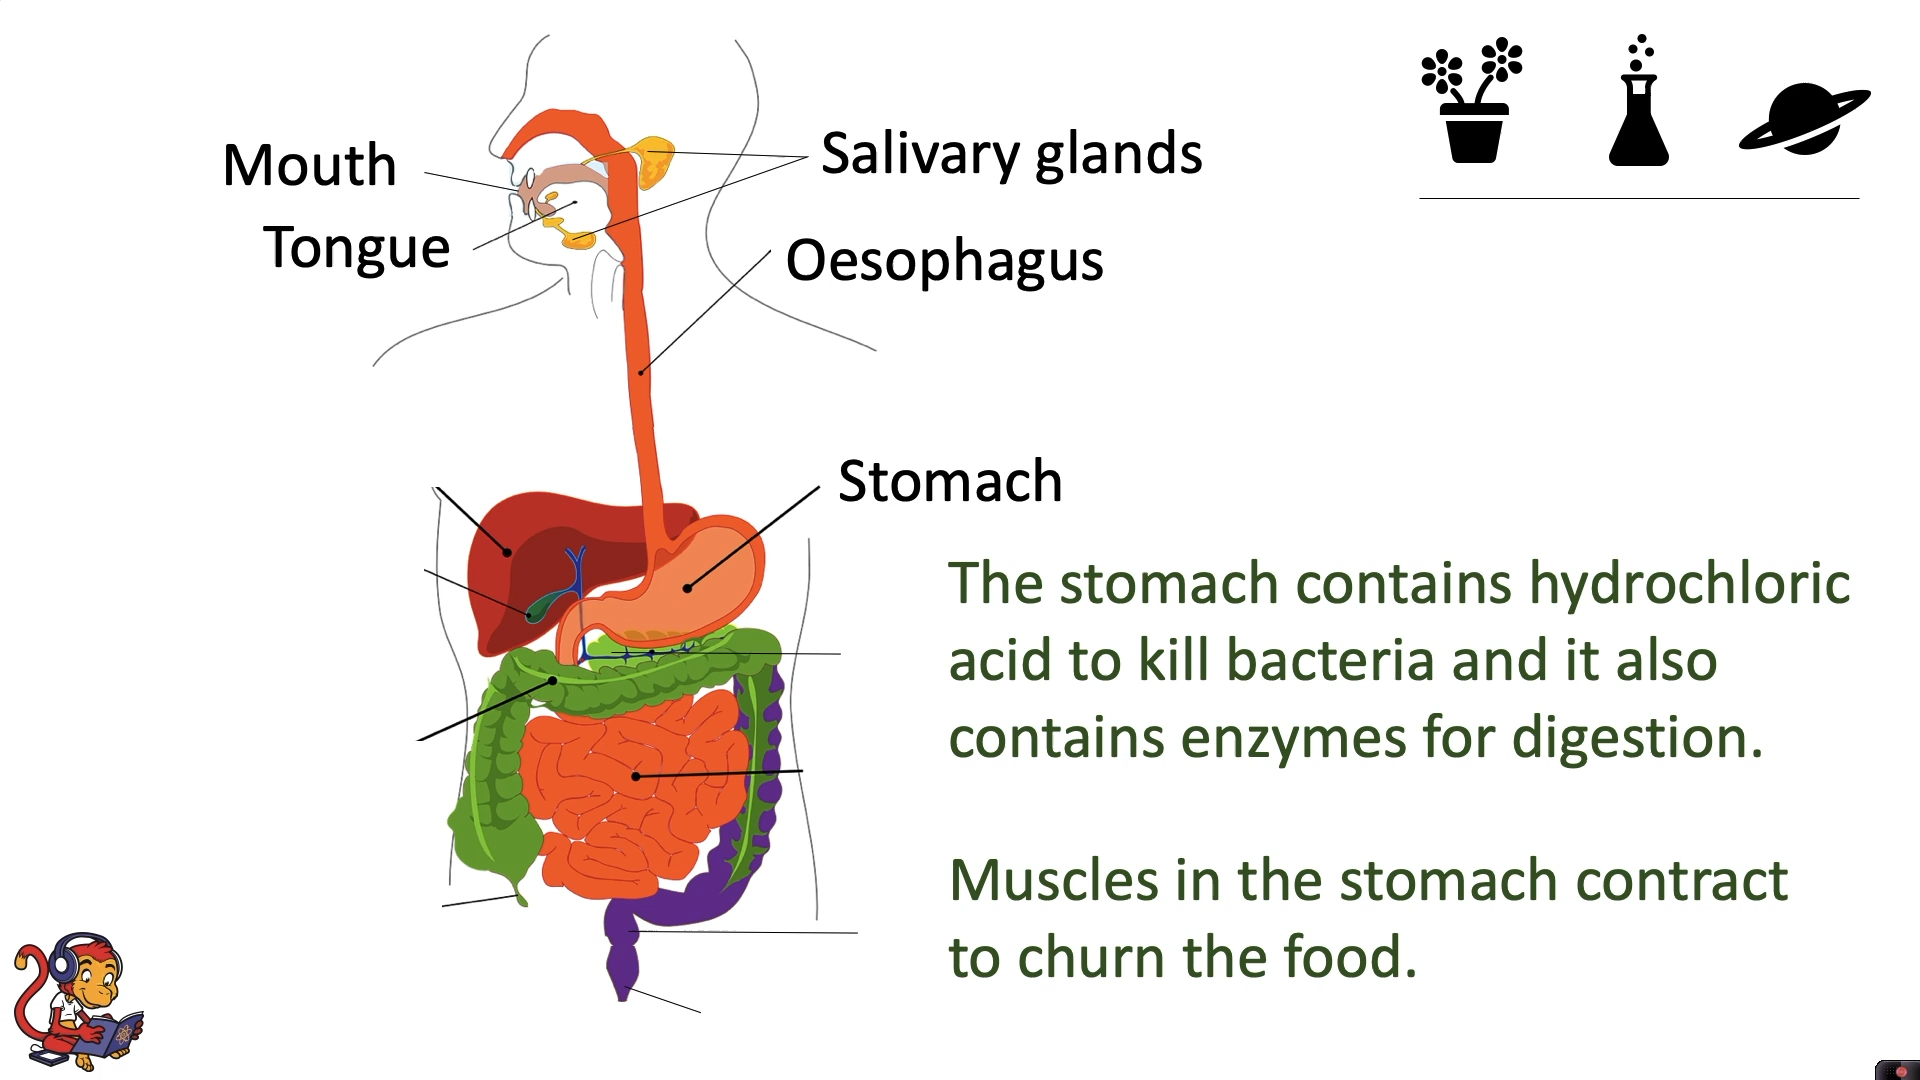 Mouth
Salivary glands
Tongue
Oesophagus
Stomach
The stomach contains hydrochloric
acid to kill bacteria and it also
contains enzymes for digestion.
Muscles in the stomach contract
to churn the food.